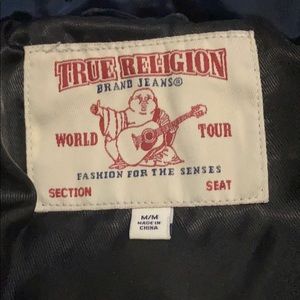 TRUE RELIGION
BRAND JEANS®
WORLD TOUR
FASHION FOR THE SENSES
SECTION SEAT
M/M
MADE IN
CHINA